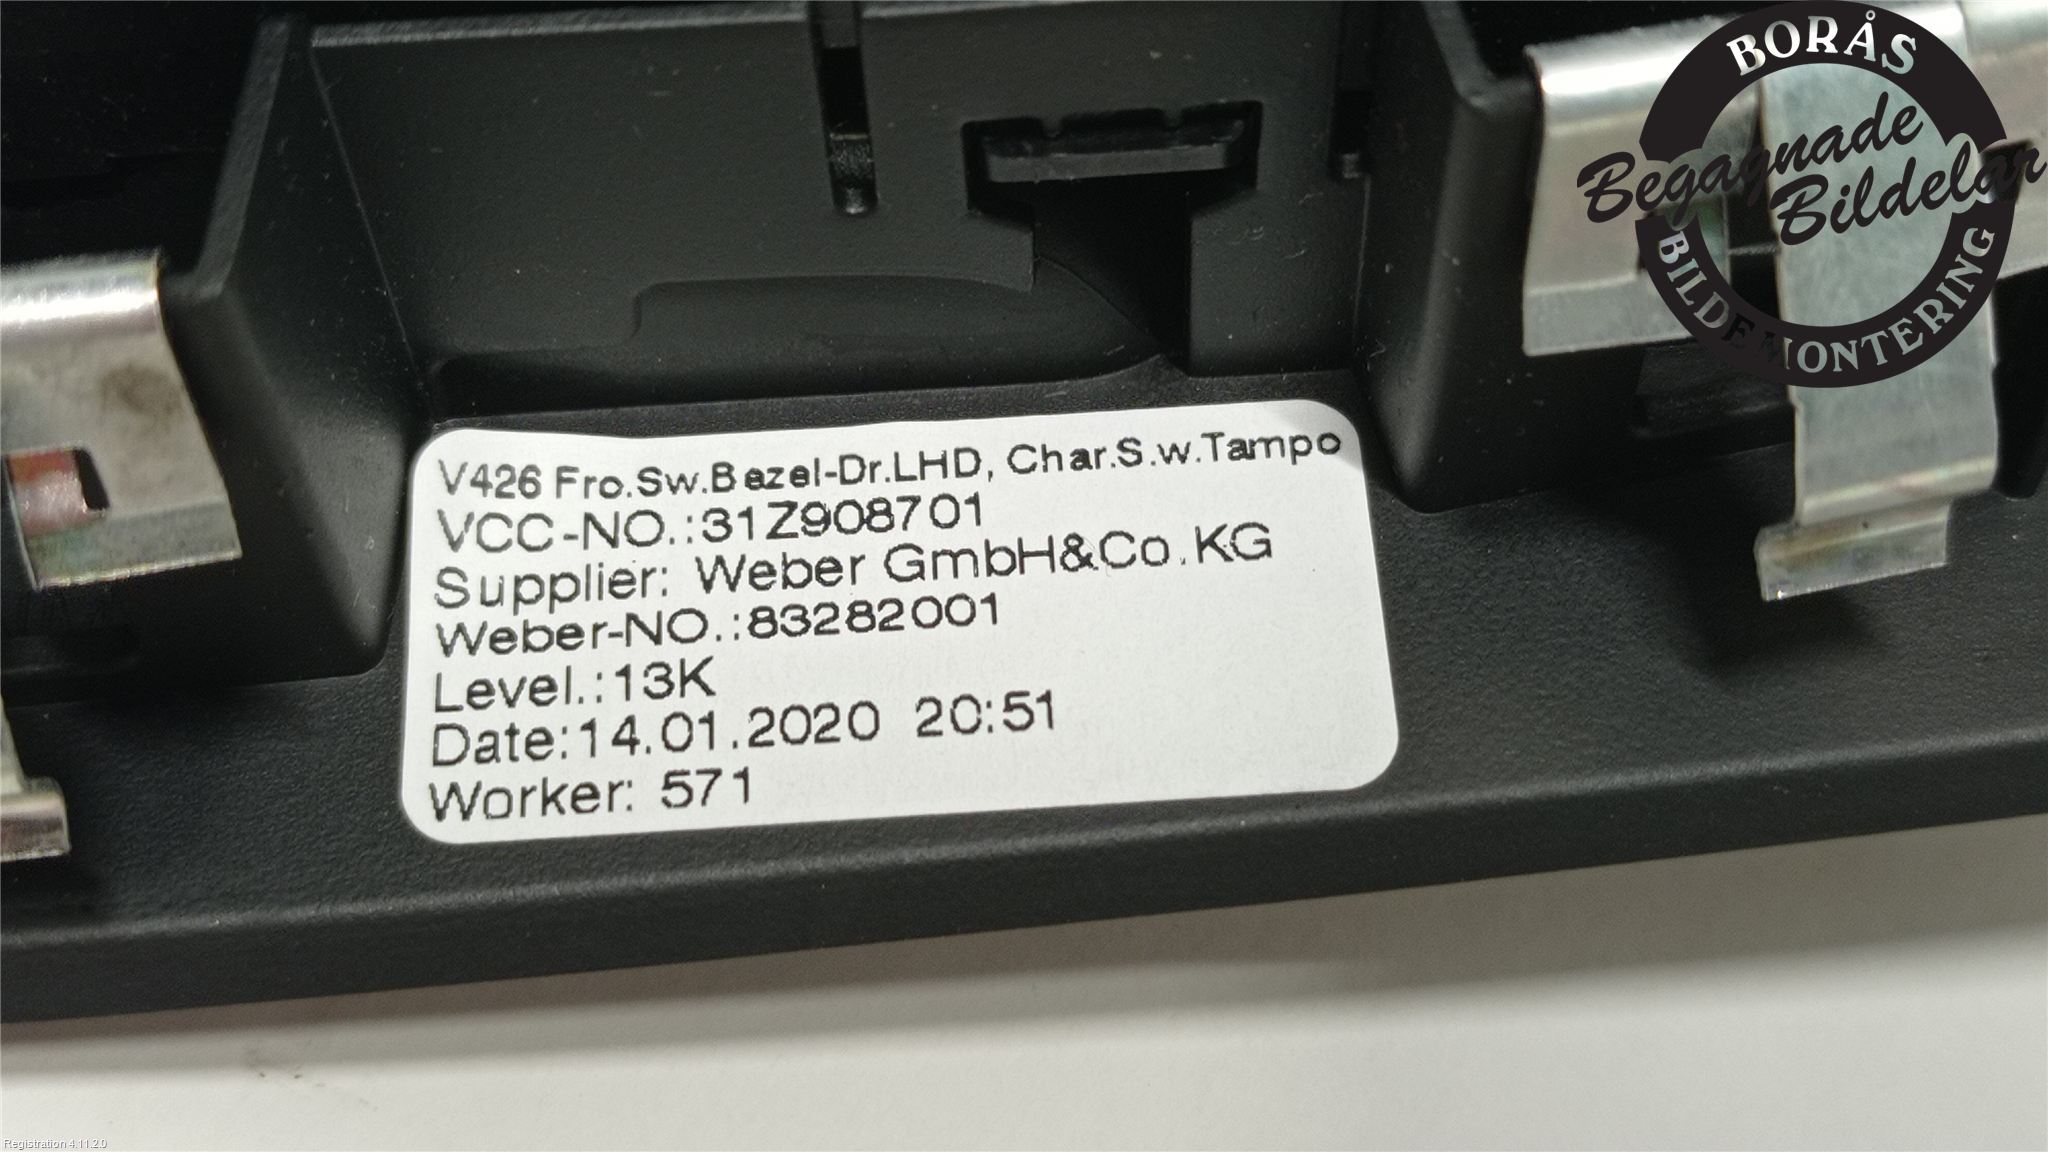 BORÅS
Begagnade
Bildelar
BILDEMONTERING
V426 Fro.Sw.Bezel-Dr.LHD, Char.S.w.Tampo
VCC-NO.:31Z908701
Supplier: Weber GmbH&Co.KG
Weber-NO.:83282001
Level.:13K
Date:14.01.2020 20:51
Worker: 571
Registration 4.11.2.0